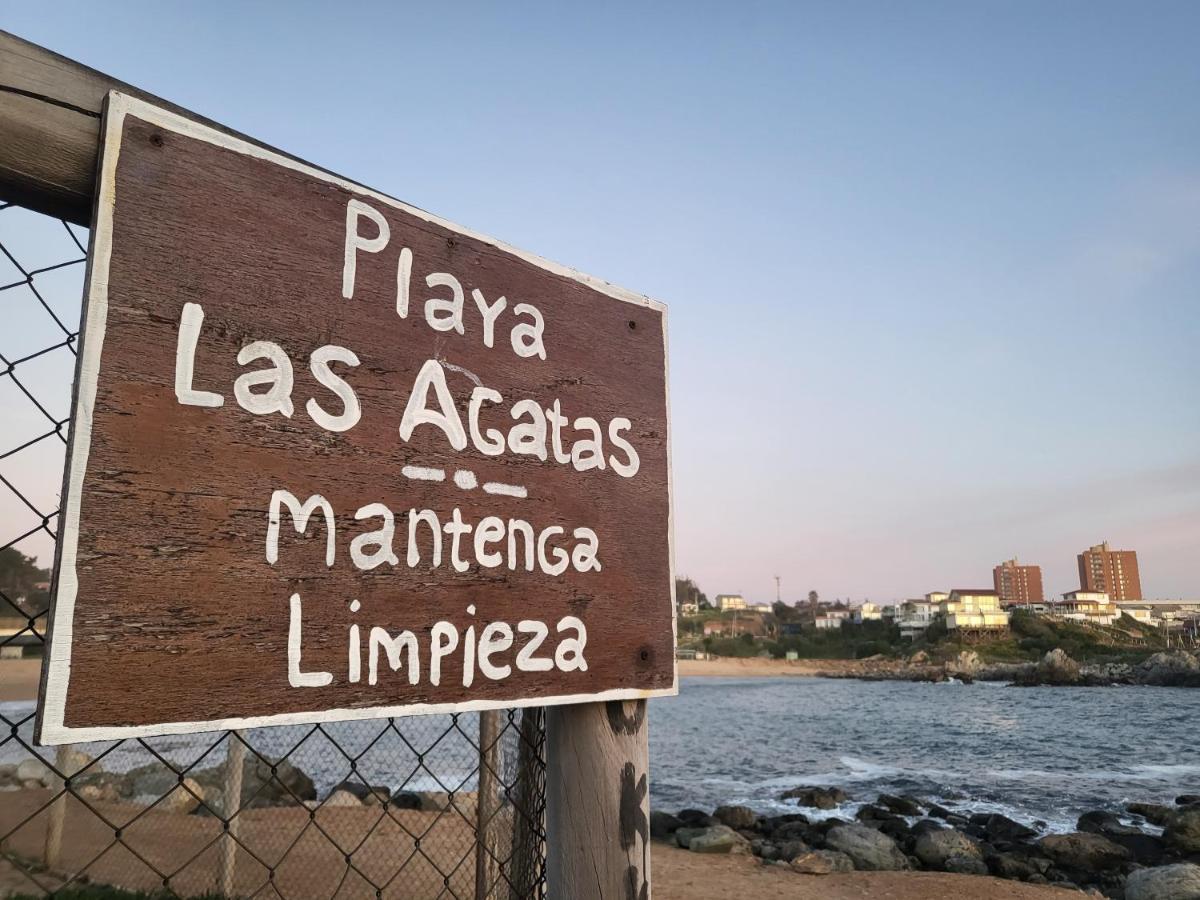 Playa
Las Agatas
-.-
Mantenga
Limpieza